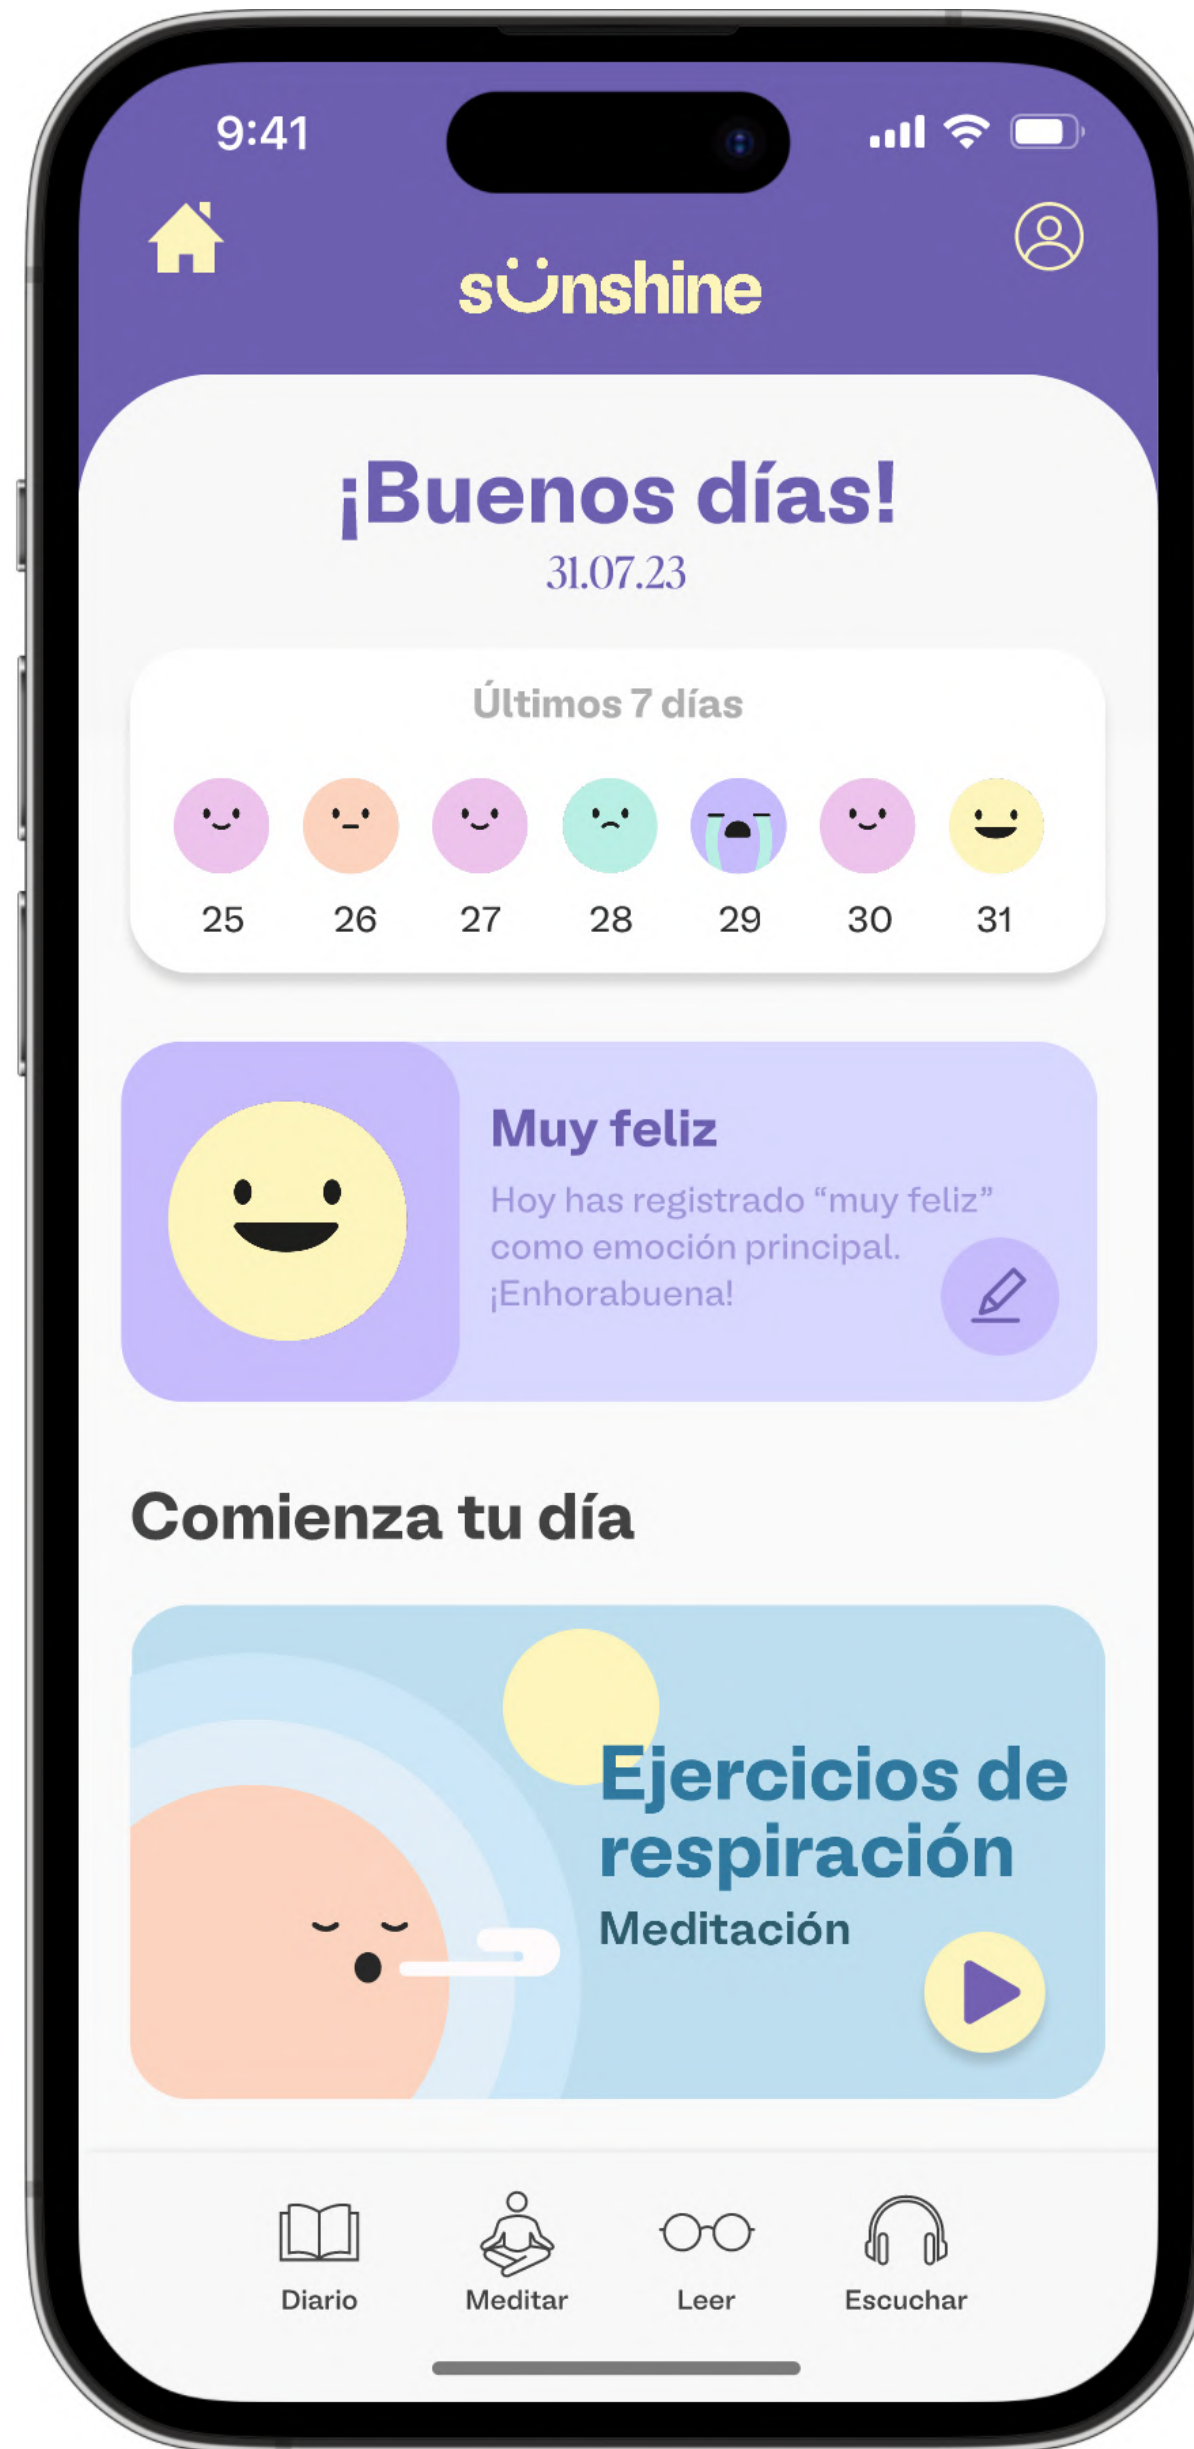 9:41
sünshine
¡Buenos días!
31.07.23
Últimos 7 días
25 26 27 28 29 30 31
Muy feliz
Hoy has registrado “muy feliz”
como emoción principal.
¡Enhorabuena!
Comienza tu día
Ejercicios de
respiración
Meditación
Diario Meditar Leer Escuchar